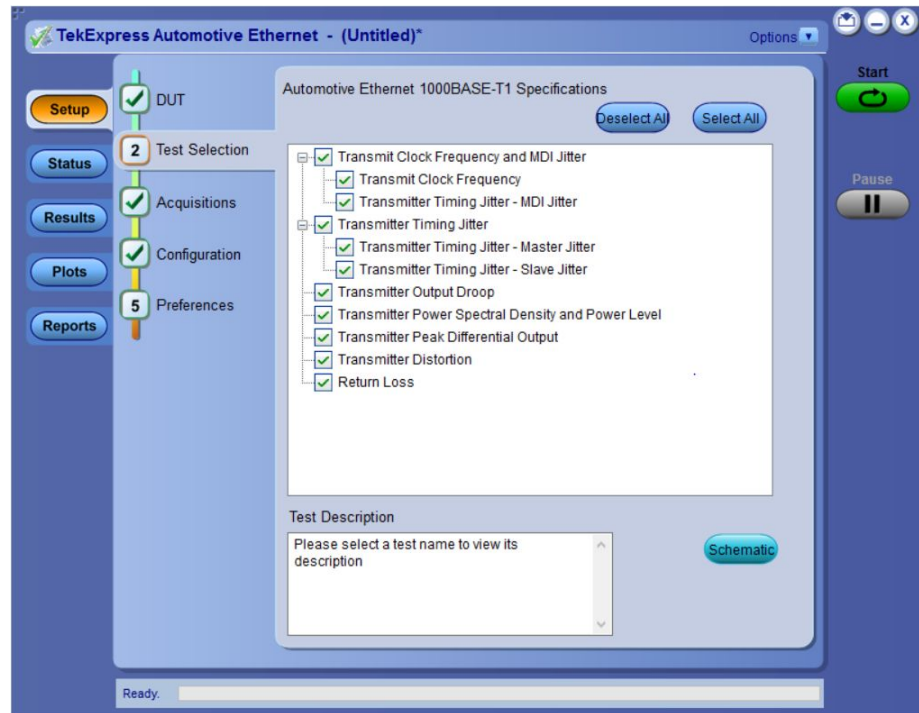 TekExpress Automotive Ethernet - (Untitled)*
Options
Start
Pause
Setup
Status
Results
Plots
Reports
DUT
2 Test Selection
Acquisitions
Configuration
5 Preferences
Automotive Ethernet 1000BASE-T1 Specifications
Deselect All
Select All
Transmit Clock Frequency and MDI Jitter
Transmit Clock Frequency
Transmitter Timing Jitter - MDI Jitter
Transmitter Timing Jitter
Transmitter Timing Jitter - Master Jitter
Transmitter Timing Jitter - Slave Jitter
Transmitter Output Droop
Transmitter Power Spectral Density and Power Level
Transmitter Peak Differential Output
Transmitter Distortion
Return Loss
Test Description
Please select a test name to view its
description
Schematic
Ready.